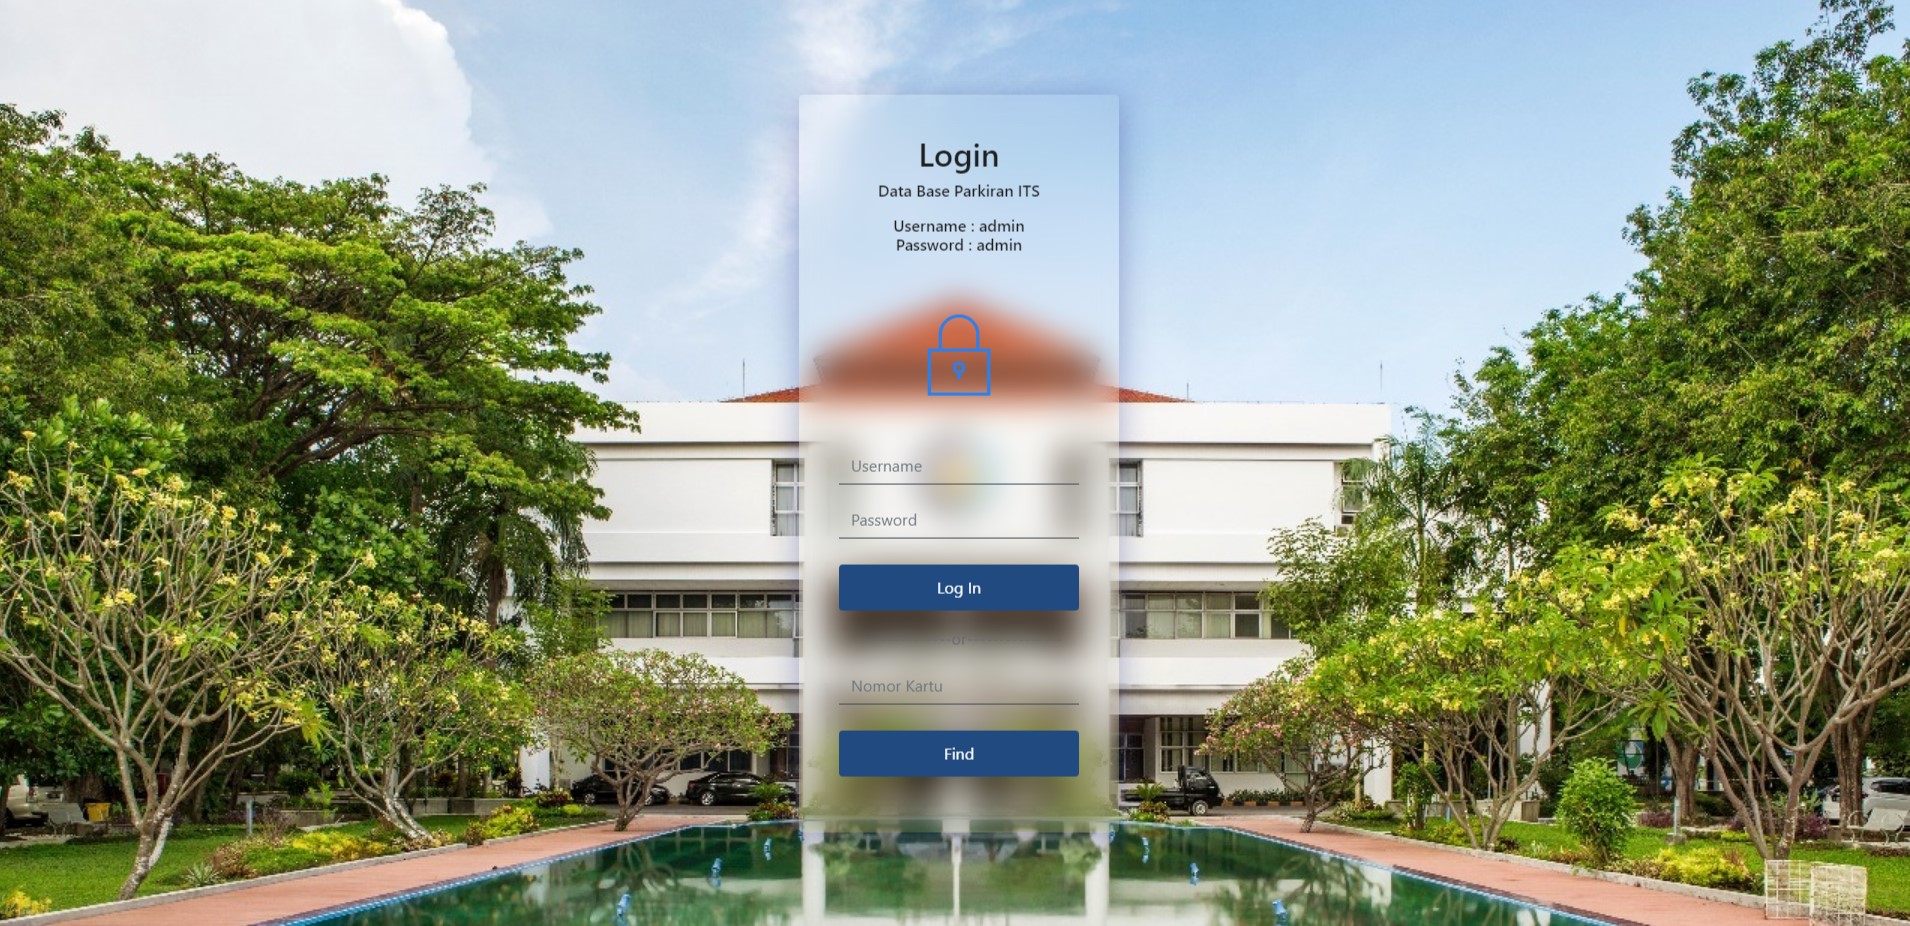 Login
Data Base Parkiran ITS
Username : admin
Password : admin
Username
Password
Log In
or
Nomor Kartu
Find